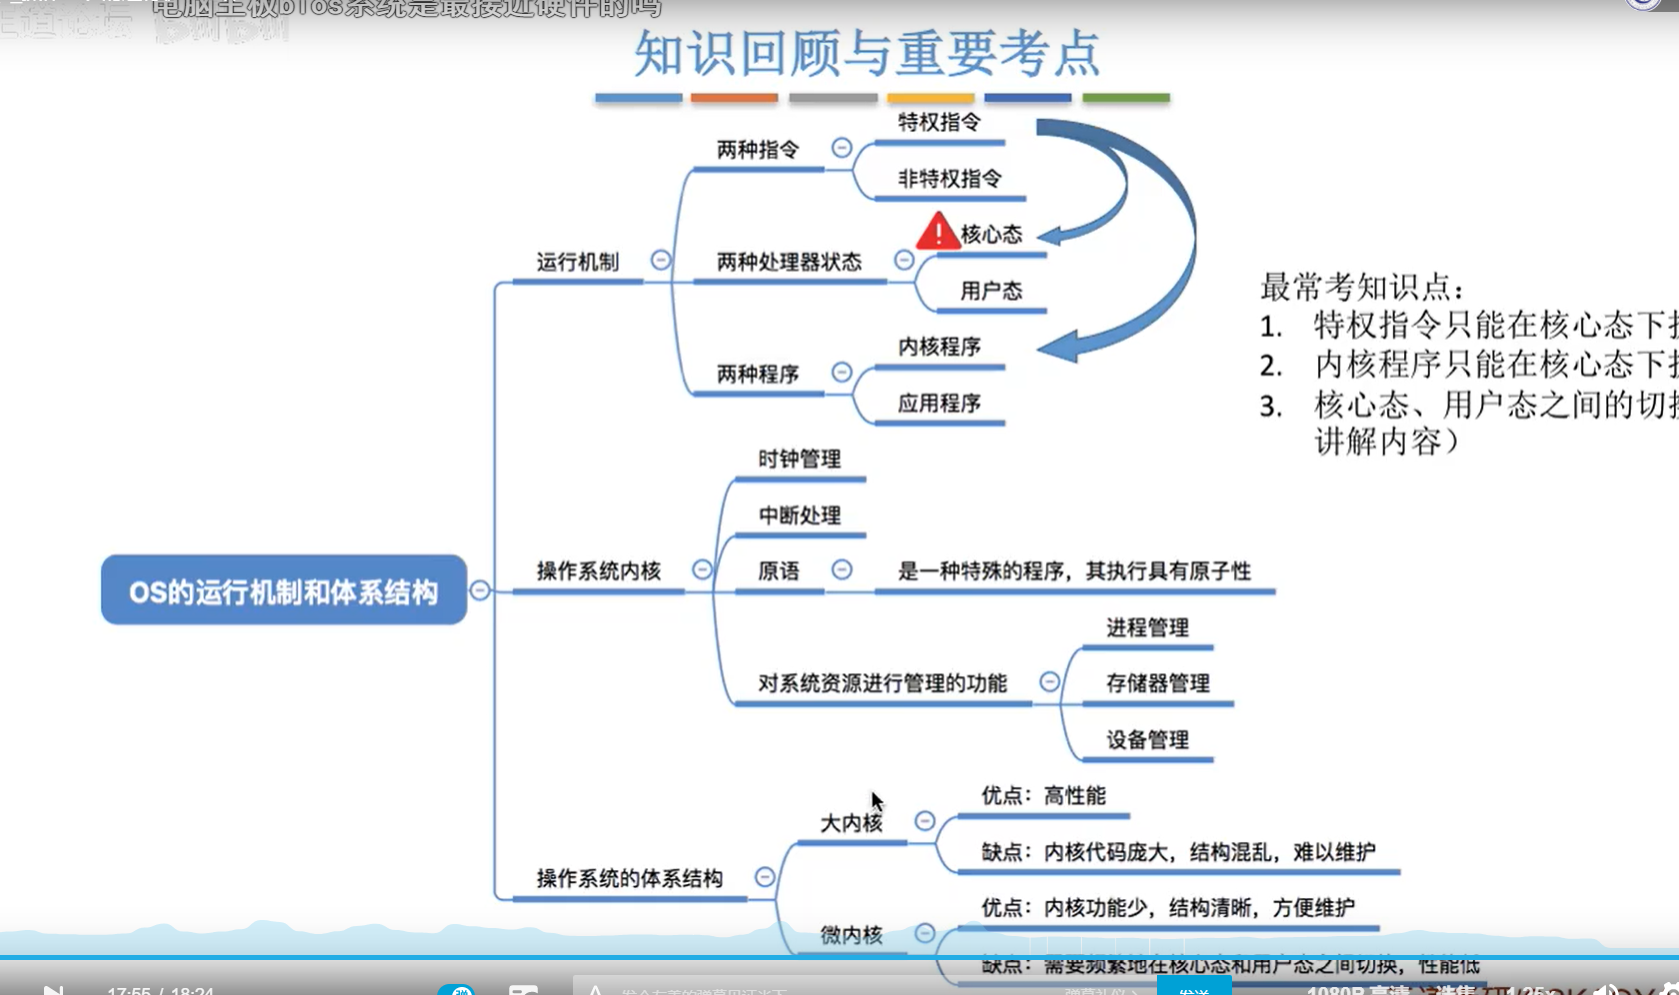 电脑主板bios系统是最接近硬件的吗
知识回顾与重要考点
特权指令
两种指令
非特权指令
核心态
运行机制
两种处理器状态
用户态
内核程序
两种程序
应用程序
最常考知识点：
1. 特权指令只能在核心态下
2. 内核程序只能在核心态下
3. 核心态、用户态之间的切
讲解内容）
时钟管理
中断处理
操作系统内核
原语
是一种特殊的程序，其执行具有原子性
OS的运行机制和体系结构
进程管理
对系统资源进行管理的功能
存储器管理
设备管理
优点：高性能
大内核
缺点：内核代码庞大，结构混乱，难以维护
操作系统的体系结构
优点：内核功能少，结构清晰，方便维护
微内核
缺点：需要频繁地在核心态和用户态之间切换，性能低
17:55 / 18:24
发送
1080P 高清
选集
1.25x